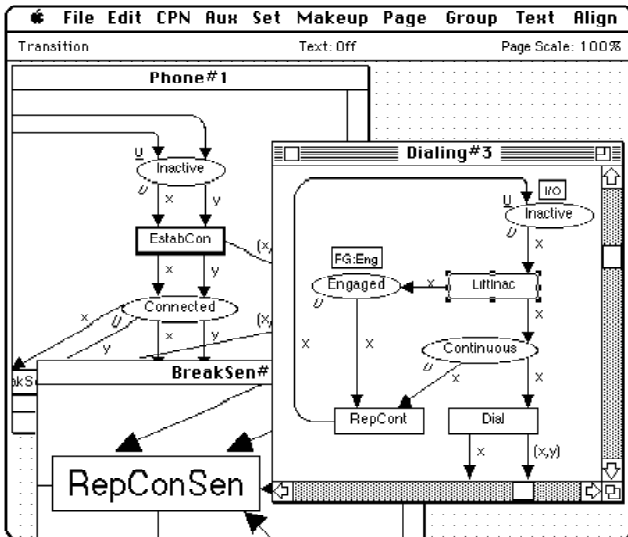 File Edit CPN Aux Set Makeup Page Group Text Align
Transition Text: Off Page Scale: 100%
Phone#1
U
Inactive
U
x y
EstabCon
(x,
x y
Connected
U
x
y
(x
x y
BreakSen#
RepConSen
Dialing#3
I/O
U
Inactive
U
x
FG:Eng
Engaged
U
x
LiftInac
x
Continuous
U
x x x x
RepCont
Dial
x (x,y)